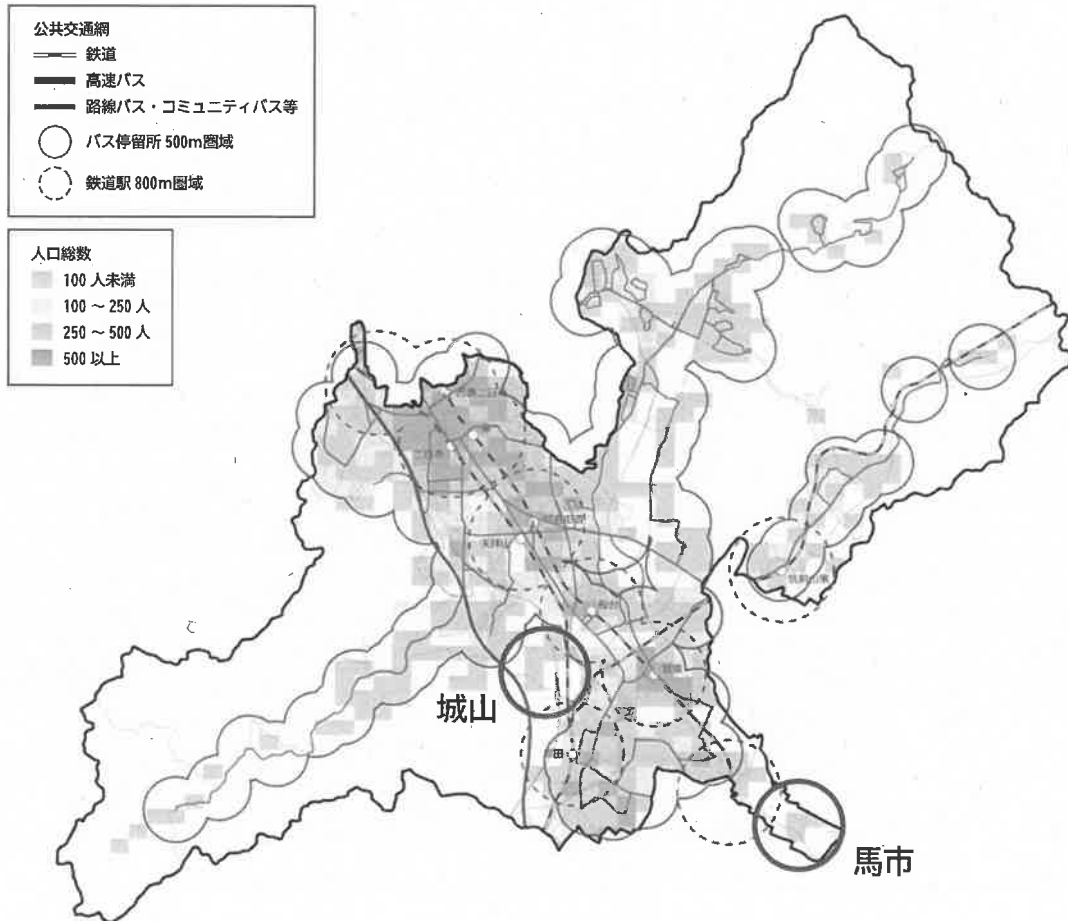 公共交通網
鉄道
高速バス
路線バス・コミュニティバス等
バス停留所 500m圏域
鉄道駅 800m圏域
人口総数
100 人未満
100 ～ 250 人
250 ～ 500 人
500 以上
城山
馬市